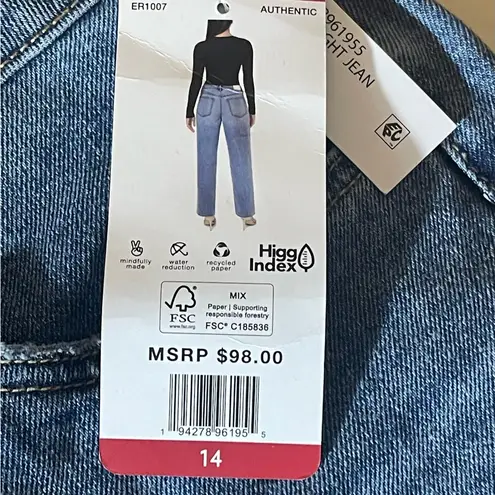 ER1007 AUTHENTIC
961955
GHT JEAN
EPC
mindfully made
water reduction
recycled paper
Higg Index
FSC
www.fsc.org
MIX
Paper | Supporting
responsible forestry
FSC® C185836
MSRP $98.00
1 94278 96195 5
14